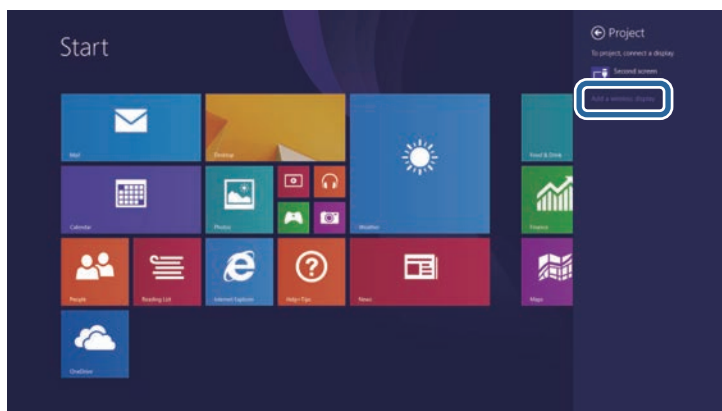 Start
Project
To project, connect a display
Second screen
Add a wireless display
Mail
Desktop
Weather
Food & Drink
Calendar
Photos
Finance
People
Reading List
Internet Explorer
Help+Tips
News
Maps
OneDrive